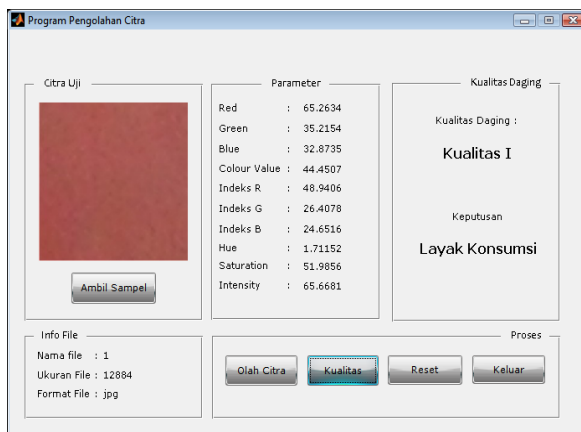 Program Pengolahan Citra
Citra Uji
Ambil Sampel
Parameter
Red : 65.2634
Green : 35.2154
Blue : 32.8735
Colour Value : 44.4507
Indeks R : 48.9406
Indeks G : 26.4078
Indeks B : 24.6516
Hue : 1.71152
Saturation : 51.9856
Intensity : 65.6681
Kualitas Daging
Kualitas Daging :
Kualitas I
Keputusan
Layak Konsumsi
Info File
Nama file : 1
Ukuran File : 12884
Format File : jpg
Proses
Olah Citra
Kualitas
Reset
Keluar